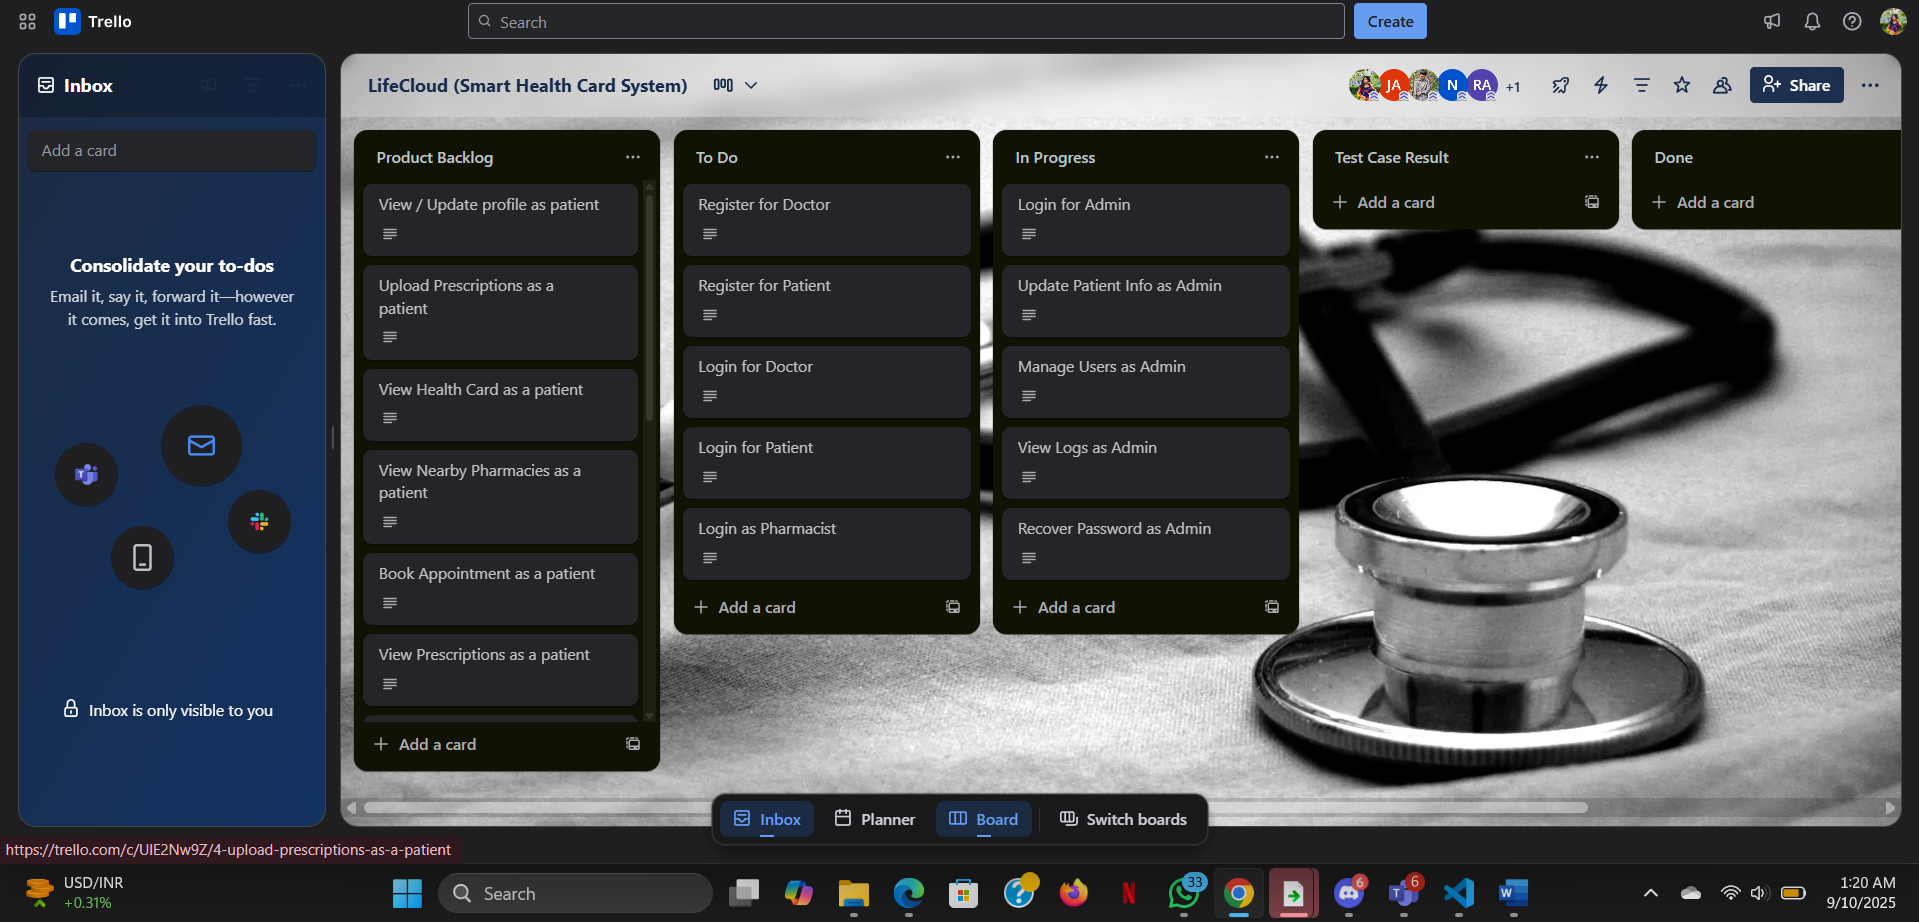 Trello
Search
Create
Inbox
Add a card
Consolidate your to-dos
Email it, say it, forward it—however
it comes, get it into Trello fast.
Inbox is only visible to you
LifeCloud (Smart Health Card System)
JA
N
RA
+1
Share
Product Backlog
View / Update profile as patient
Upload Prescriptions as a
patient
View Health Card as a patient
View Nearby Pharmacies as a
patient
Book Appointment as a patient
View Prescriptions as a patient
Add a card
To Do
Register for Doctor
Register for Patient
Login for Doctor
Login for Patient
Login as Pharmacist
Add a card
In Progress
Login for Admin
Update Patient Info as Admin
Manage Users as Admin
View Logs as Admin
Recover Password as Admin
Add a card
Test Case Result
Add a card
Done
Add a card
Inbox
Planner
Board
Switch boards
https://trello.com/c/UIE2Nw9Z/4-upload-prescriptions-as-a-patient
USD/INR
+0.31%
Search
N
33
6
T
6
W
1:20 AM
9/10/2025